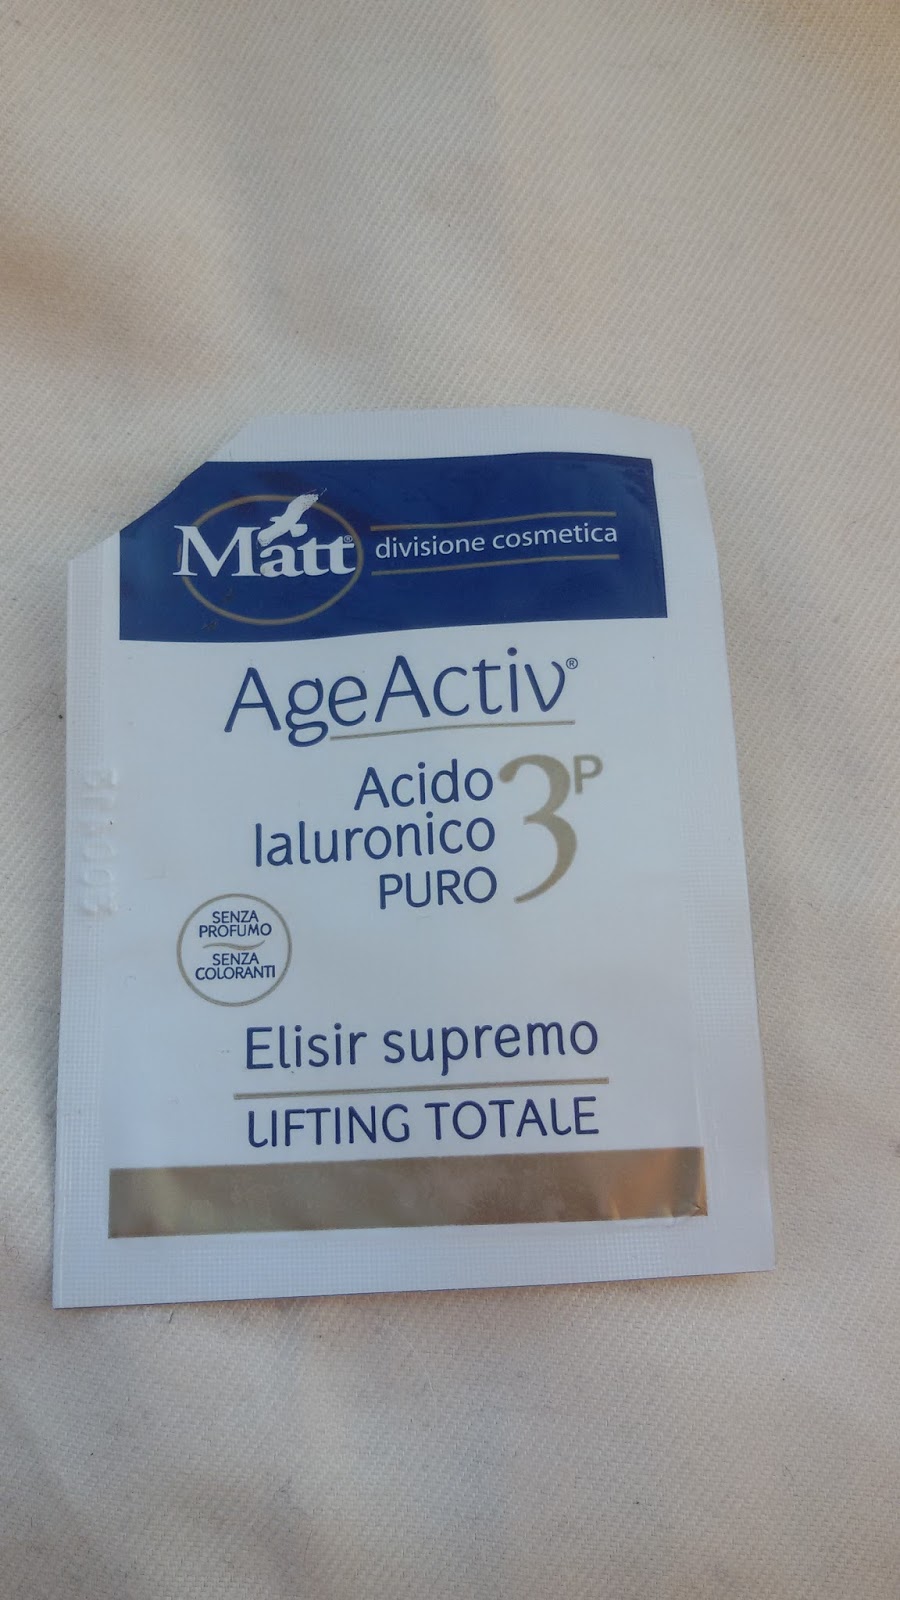 Matt® divisione cosmetica
AgeActiv®
Acido
Ialuronico
PURO
3P
SENZA
PROFUMO
SENZA
COLORANTI
Elisir supremo
LIFTING TOTALE